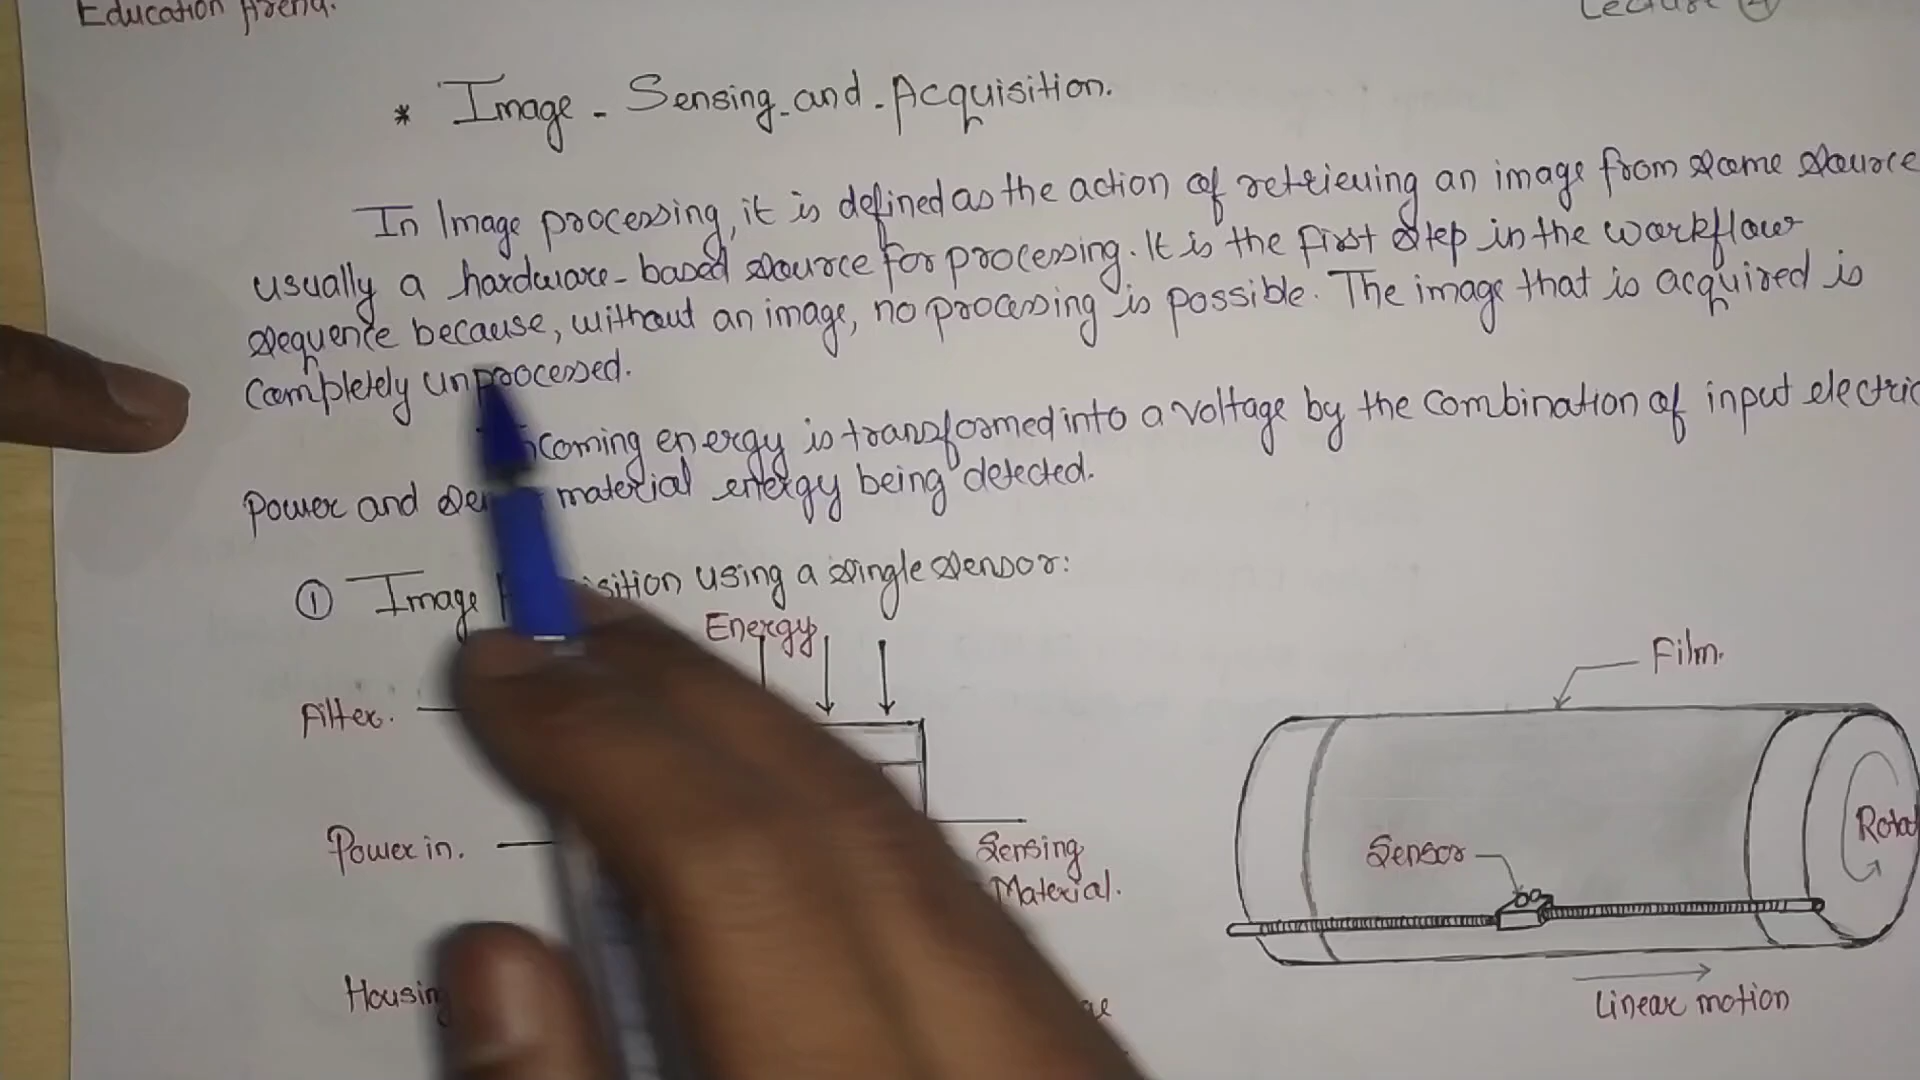 Education Arena.
Lecture
* Image - Sensing - and - Acquisition.
In Image processing, it is defined as the action of retrieving an image from some source
usually a hardware-based source for processing. It is the first step in the workflow
sequence because, without an image, no processing is possible. The image that is acquired is
completely unprocessed.
energy is transformed into a voltage by the combination of input
power and material energy being detected.
① Image using a single sensor:
Energy
Film.
Filter.
Power in.
Sensing
Material.
Sensor
Housing
Linear motion